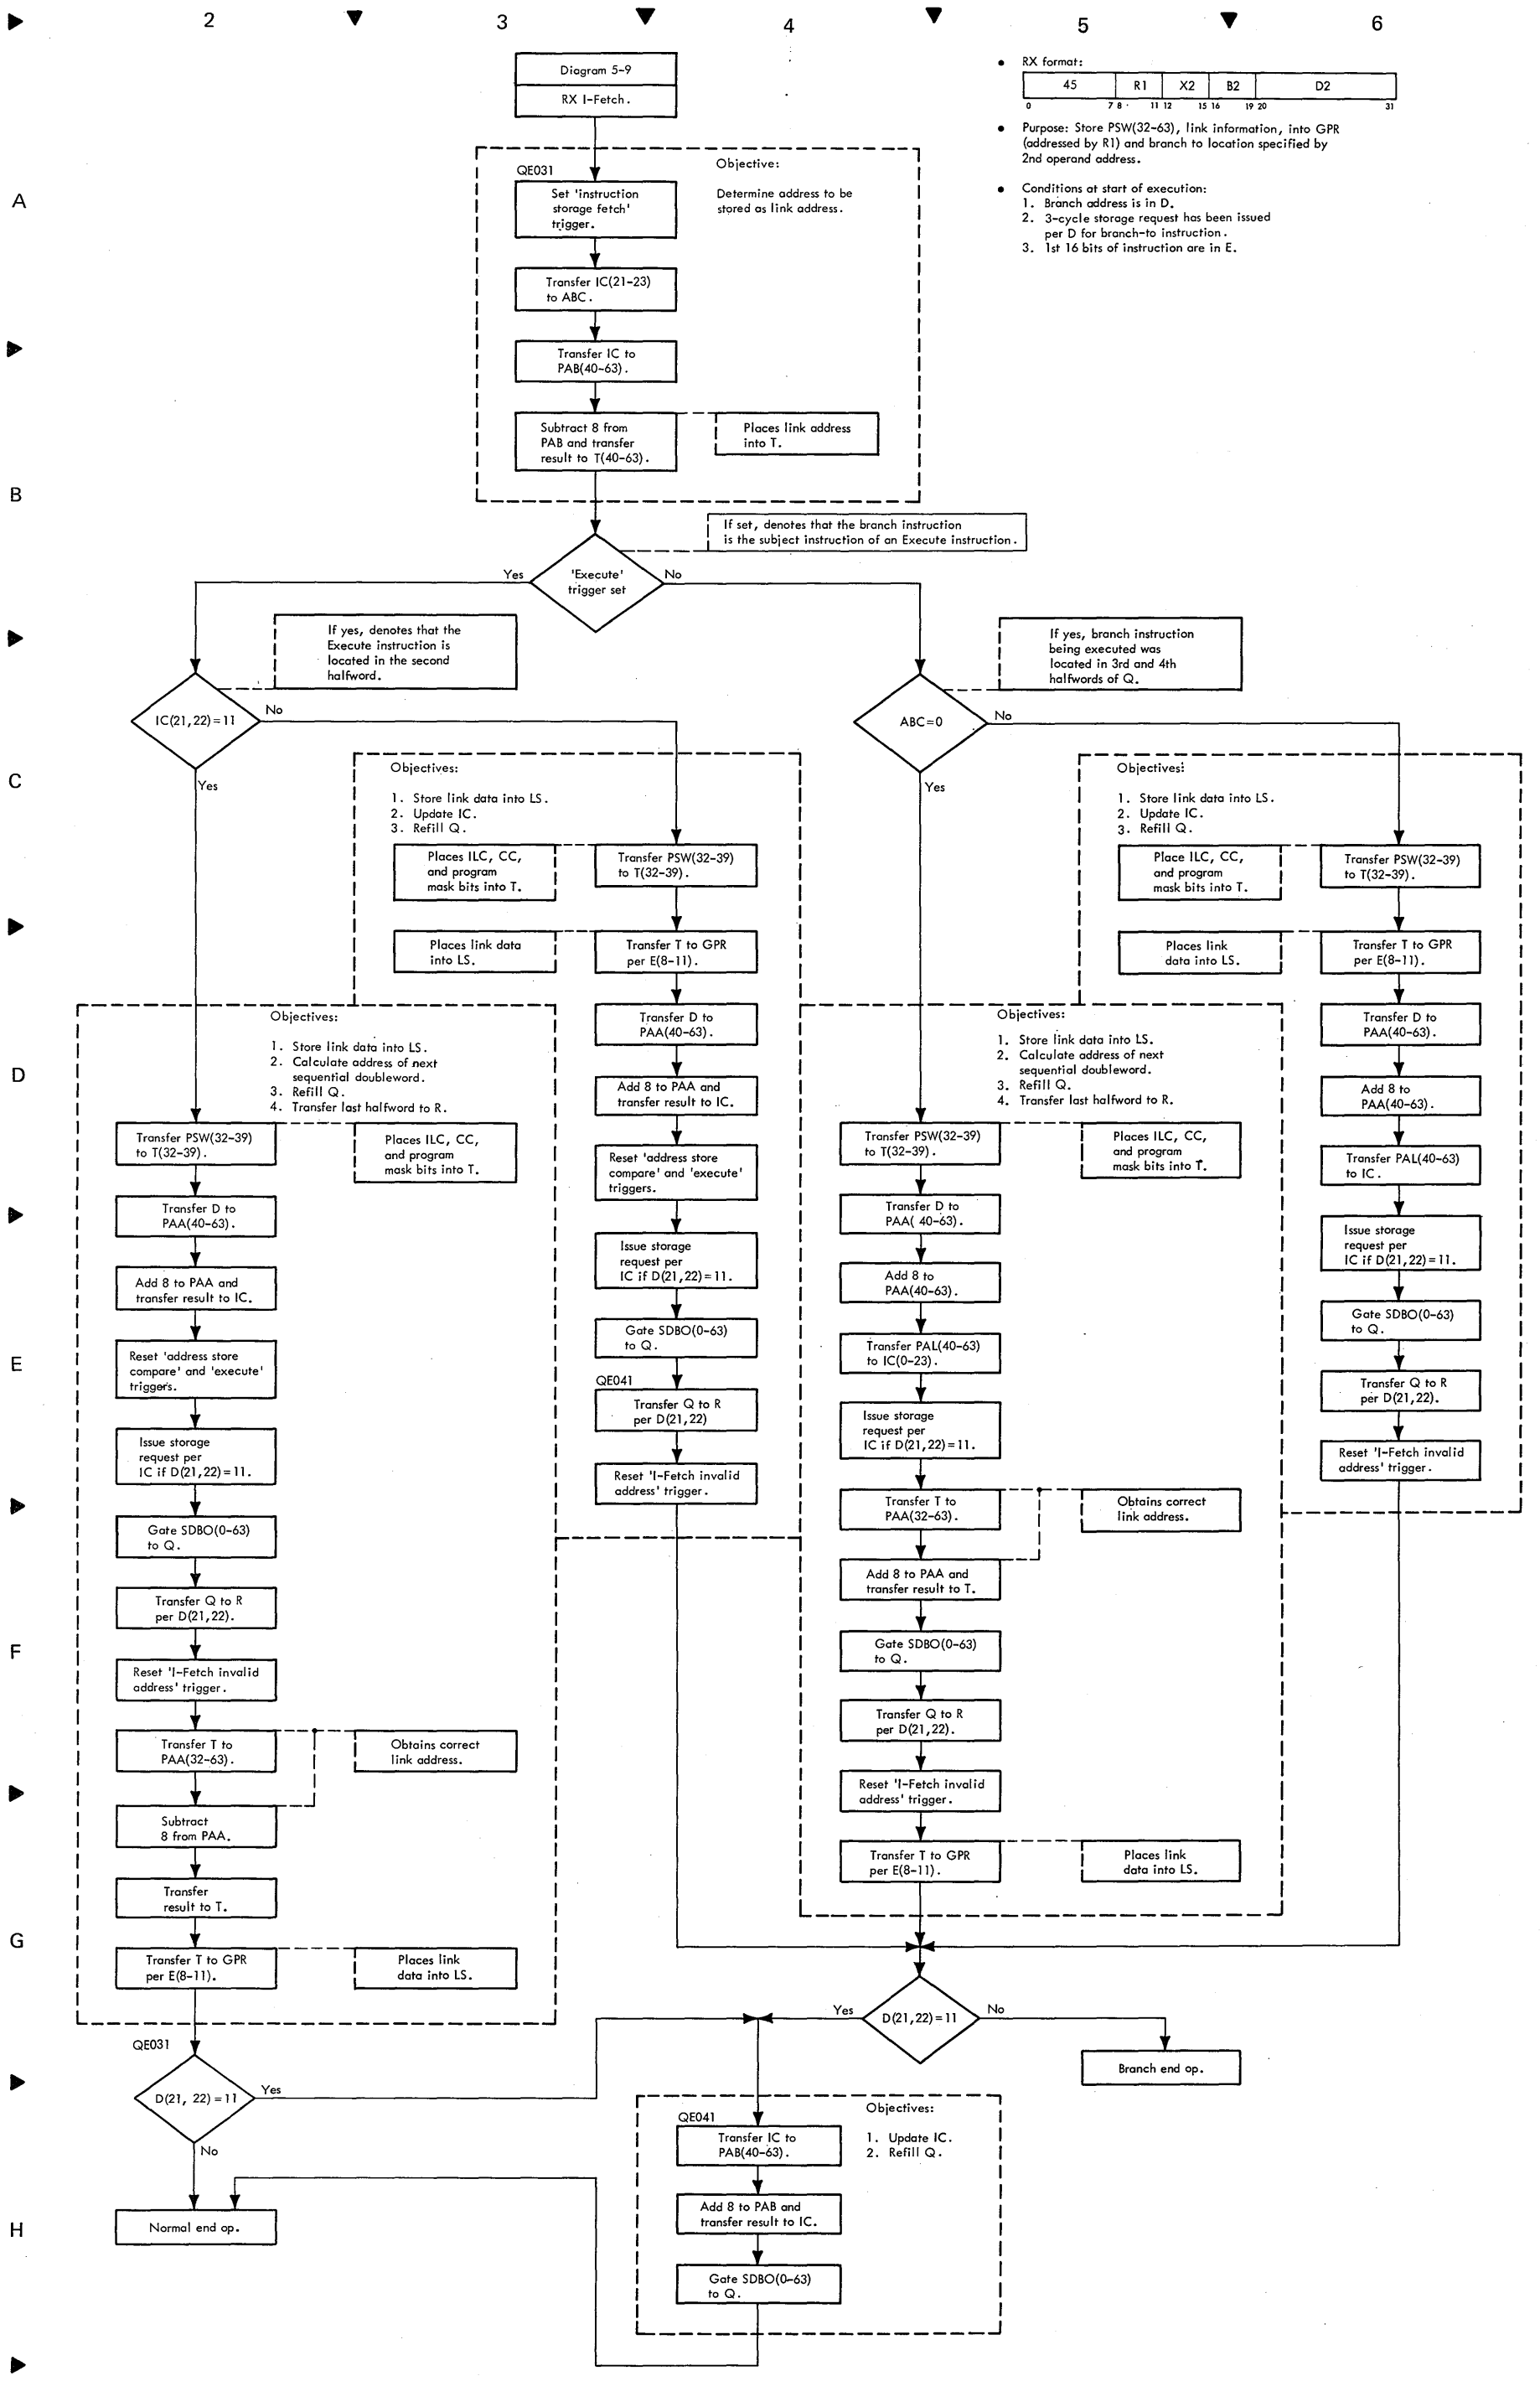 2
3
4
5
6
Diagram 5-9
RX I-Fetch.
• RX format:
45 R1 X2 B2 D2
0 7 8 11 12 15 16 19 20 31
• Purpose: Store PSW(32-63), link information, into GPR
(addressed by R1) and branch to location specified by
2nd operand address.
• Conditions at start of execution:
1. Branch address is in D.
2. 3-cycle storage request has been issued
per D for branch-to instruction.
3. 1st 16 bits of instruction are in E.
A
QE031
Set 'instruction
storage fetch'
trigger.
Objective:
Determine address to be
stored as link address.
Transfer IC(21-23)
to ABC.
Transfer IC to
PAB(40-63).
Subtract 8 from
PAB and transfer
result to T(40-63).
Places link address
into T.
B
If set, denotes that the branch instruction
is the subject instruction of an Execute instruction.
'Execute'
trigger set
Yes
No
If yes, denotes that the
Execute instruction is
located in the second
halfword.
IC(21,22)=11
No
Yes
If yes, branch instruction
being executed was
located in 3rd and 4th
halfwords of Q.
ABC=0
No
Yes
C
Objectives:
1. Store link data into LS.
2. Update IC.
3. Refill Q.
Places ILC, CC,
and program
mask bits into T.
Transfer PSW(32-39)
to T(32-39).
Places link data
into LS.
Transfer T to GPR
per E(8-11).
Transfer D to
PAA(40-63).
Add 8 to PAA and
transfer result to IC.
Reset 'address store
compare' and 'execute'
triggers.
Issue storage
request per
IC if D(21,22)=11.
Gate SDBO(0-63)
to Q.
QE041
Transfer Q to R
per D(21,22)
Reset 'I-Fetch invalid
address' trigger.
Objectives:
1. Store link data into LS.
2. Update IC.
3. Refill Q.
Place ILC, CC,
and program
mask bits into T.
Transfer PSW(32-39)
to T(32-39).
Places link
data into LS.
Transfer T to GPR
per E(8-11).
Transfer D to
PAA(40-63).
Add 8 to
PAA(40-63).
Transfer PAL(40-63)
to IC.
Issue storage
request per
IC if D(21,22)=11.
Gate SDBO(0-63)
to Q.
Transfer Q to R
per D(21,22).
Reset 'I-Fetch invalid
address' trigger.
D
Objectives:
1. Store link data into LS.
2. Calculate address of next
sequential doubleword.
3. Refill Q.
4. Transfer last halfword to R.
Transfer PSW(32-39)
to T(32-39).
Places ILC, CC,
and program
mask bits into T.
Transfer D to
PAA(40-63).
Add 8 to PAA and
transfer result to IC.
Reset 'address store
compare' and 'execute'
triggers.
Issue storage
request per
IC if D(21,22)=11.
Gate SDBO(0-63)
to Q.
Transfer Q to R
per D(21,22).
Reset 'I-Fetch invalid
address' trigger.
Transfer T to
PAA(32-63).
Obtains correct
link address.
Subtract
8 from PAA.
Transfer
result to T.
Transfer T to GPR
per E(8-11).
Places link
data into LS.
Objectives:
1. Store link data into LS.
2. Calculate address of next
sequential doubleword.
3. Refill Q.
4. Transfer last halfword to R.
Transfer PSW(32-39)
to T(32-39).
Places ILC, CC,
and program
mask bits into T.
Transfer D to
PAA( 40-63).
Add 8 to
PAA(40-63).
Transfer PAL(40-63)
to IC(0-23).
Issue storage
request per
IC if D(21,22)=11.
Transfer T to
PAA(32-63).
Obtains correct
link address.
Add 8 to PAA and
transfer result to T.
Gate SDBO(0-63)
to Q.
Transfer Q to R
per D(21,22).
Reset 'I-Fetch invalid
address' trigger.
Transfer T to GPR
per E(8-11).
Places link
data into LS.
E
F
G
QE031
D(21, 22)=11
Yes
No
D(21,22)=11
Yes
No
Branch end op.
QE041
Transfer IC to
PAB(40-63).
Objectives:
1. Update IC.
2. Refill Q.
Add 8 to PAB and
transfer result to IC.
Gate SDBO(0-63)
to Q.
H
Normal end op.